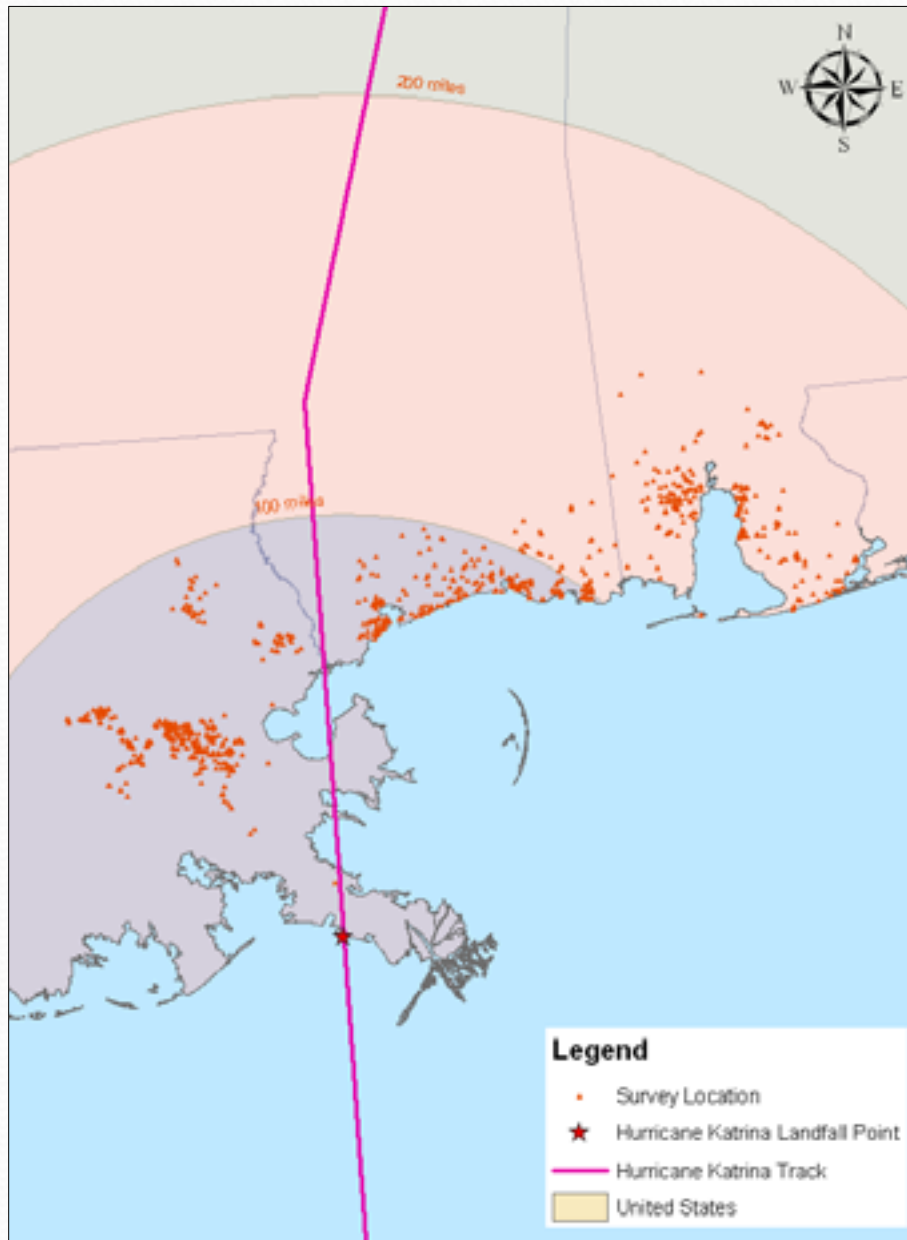 N
200 miles
W E
S
100 miles
Legend
Survey Location
Hurricane Katrina Landfall Point
Hurricane Katrina Track
United States